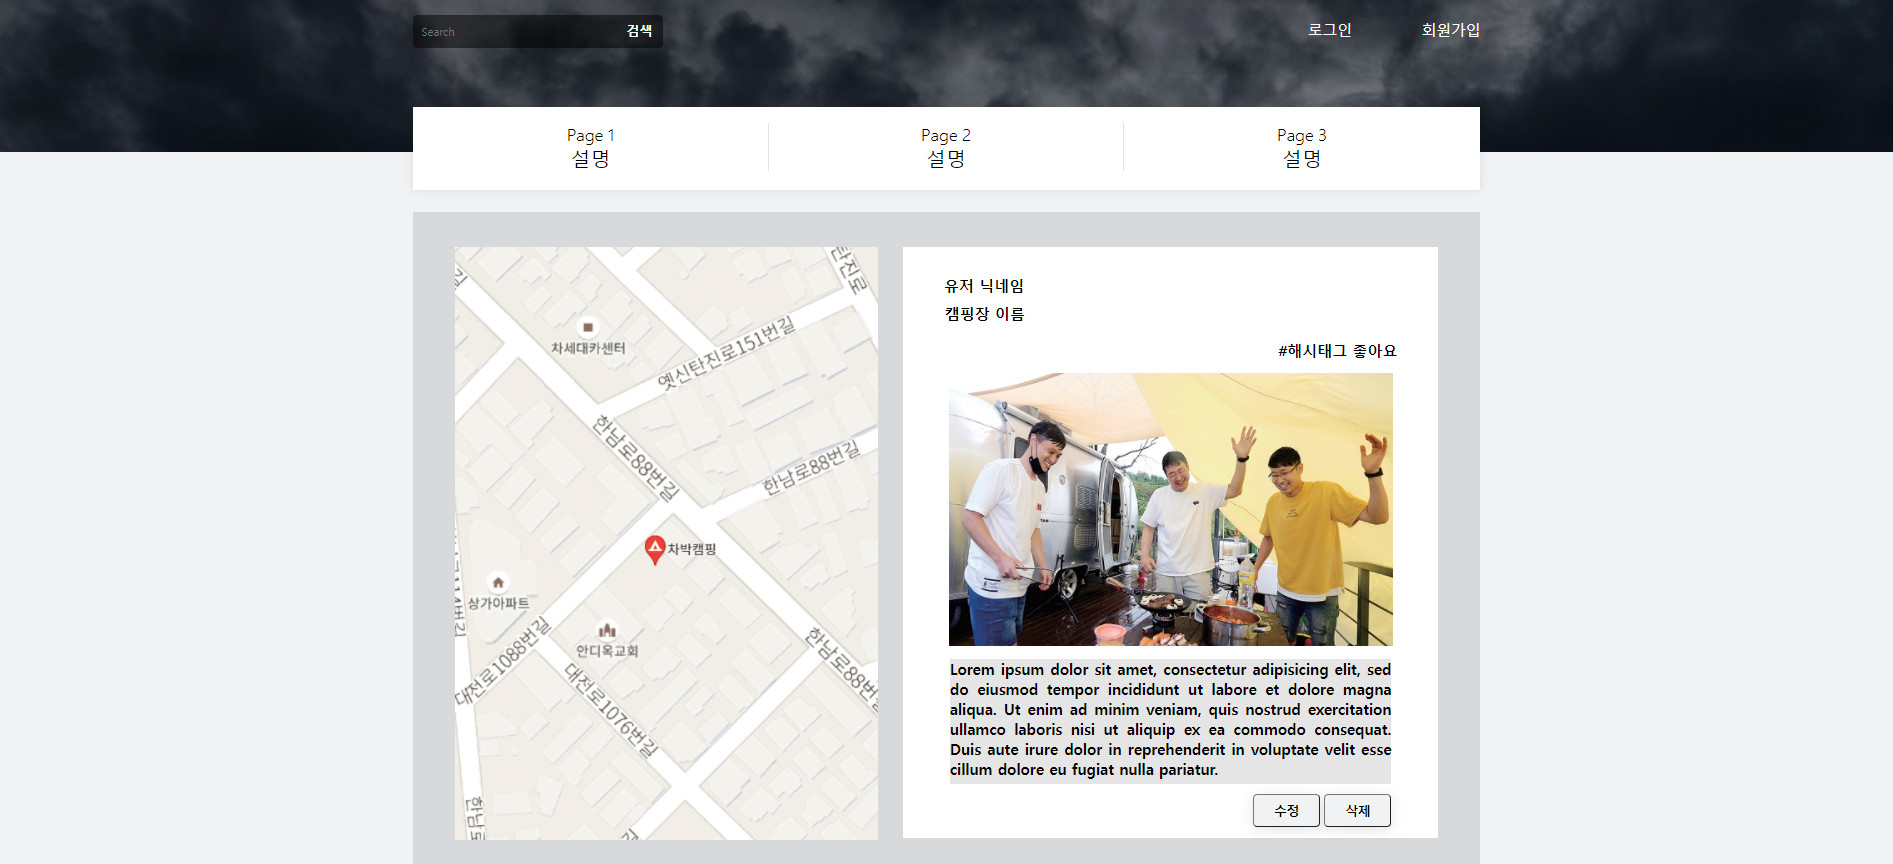 Search
검색
로그인
회원가입
Page 1
설명
Page 2
설명
Page 3
설명
탄진로
차세대카센터
옛신탄진로151번길
한남로88번길
한남로88번길
차박캠핑
상가아파트
안디옥교회
대전로1088번길
대전로1076번길
한남로88번길
유저 닉네임
캠핑장 이름
#해시태그 좋아요
Lorem ipsum dolor sit amet, consectetur adipisicing elit, sed
do eiusmod tempor incididunt ut labore et dolore magna
aliqua. Ut enim ad minim veniam, quis nostrud exercitation
ullamco laboris nisi ut aliquip ex ea commodo consequat.
Duis aute irure dolor in reprehenderit in voluptate velit esse
cillum dolore eu fugiat nulla pariatur.
수정
삭제